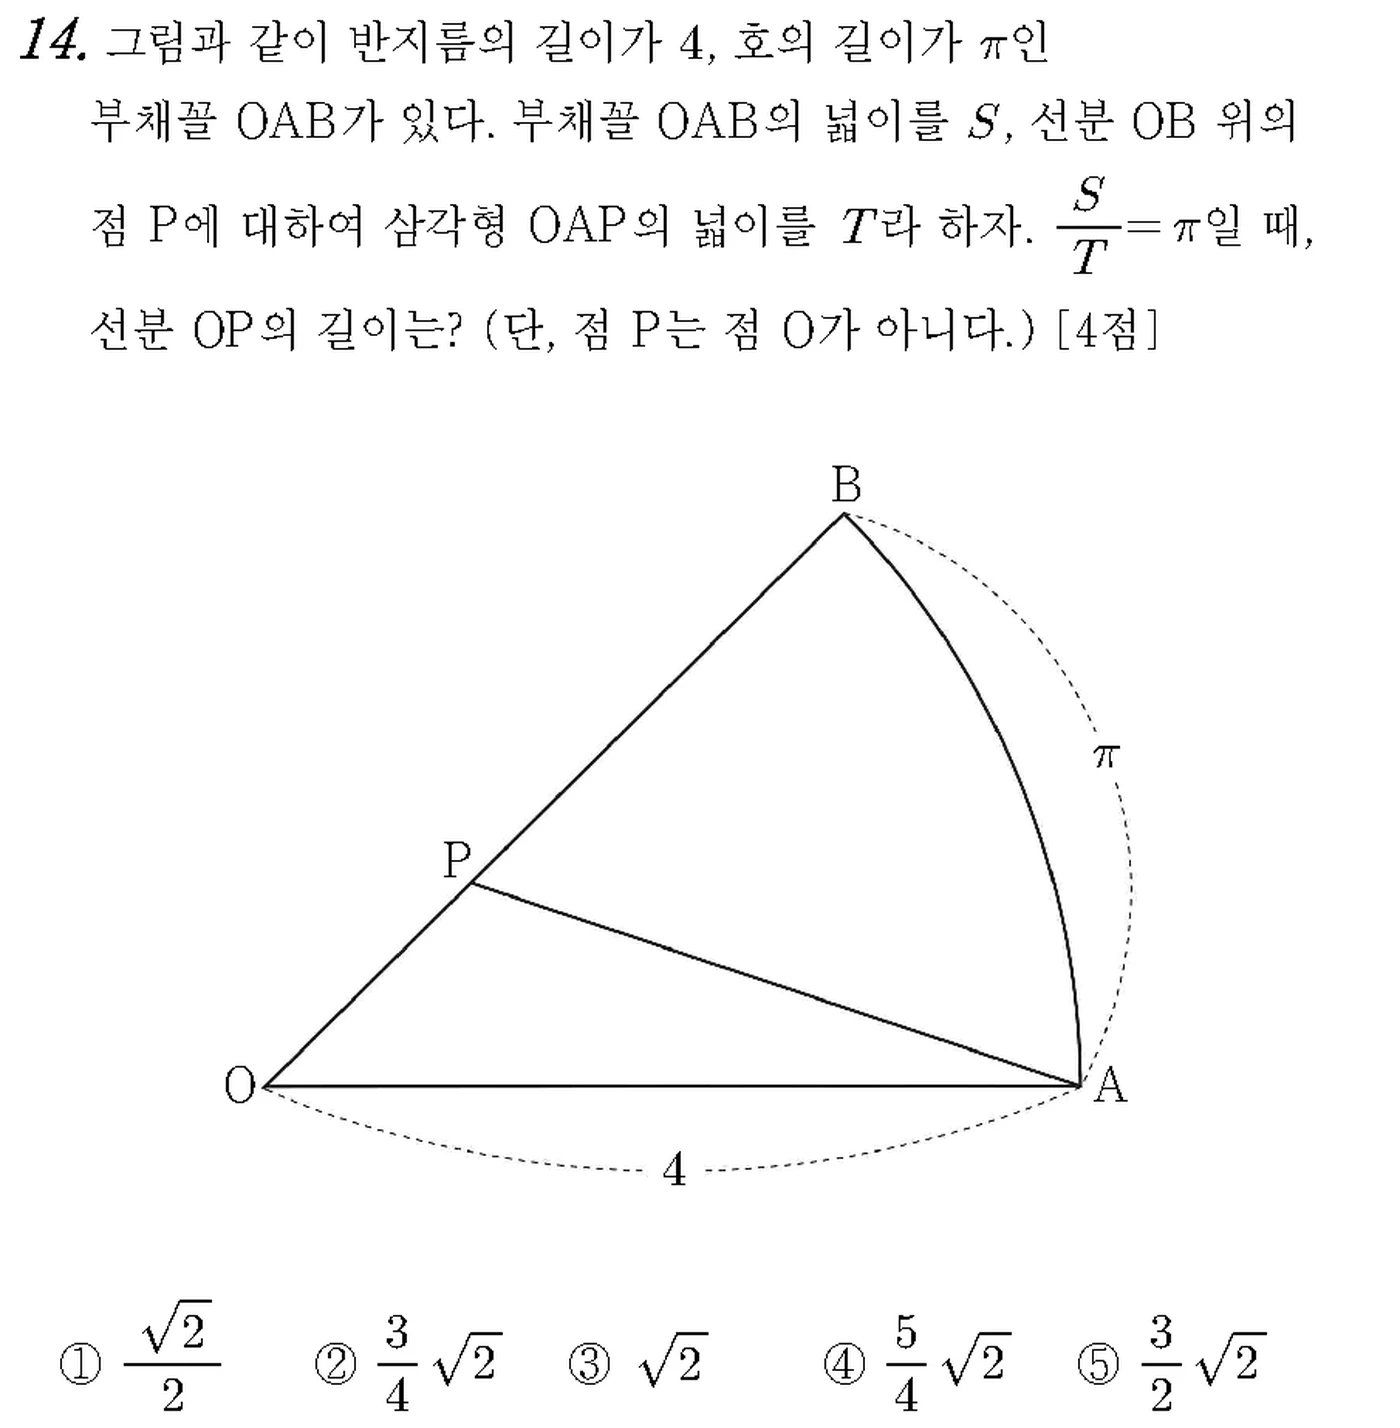 14. 그림과 같이 반지름의 길이가 4, 호의 길이가 π인
부채꼴 OAB가 있다. 부채꼴 OAB의 넓이를 S, 선분 OB 위의
점 P에 대하여 삼각형 OAP의 넓이를 T라 하자. S/T=π일 때,
선분 OP의 길이는? (단, 점 P는 점 O가 아니다.) [4점]
B
π
P
O
A
4
① √2/2 ② 3/4 √2 ③ √2 ④ 5/4 √2 ⑤ 3/2 √2